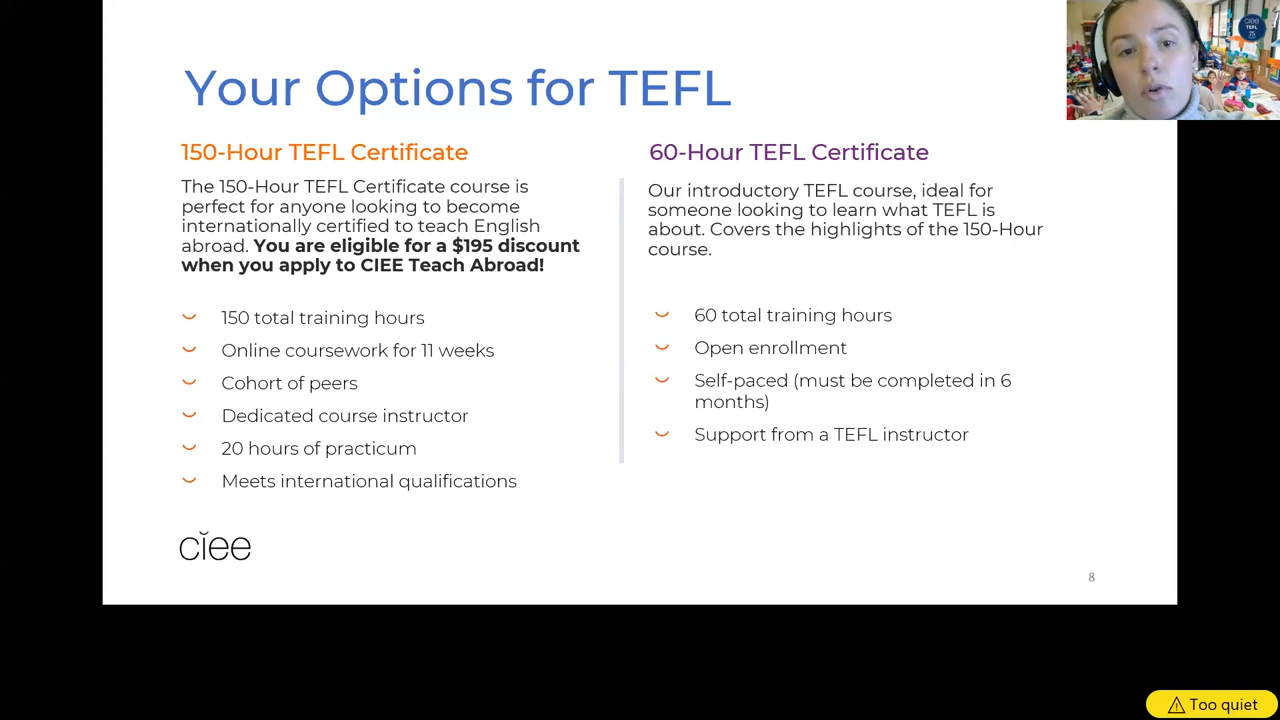 Your Options for TEFL
150-Hour TEFL Certificate
The 150-Hour TEFL Certificate course is
perfect for anyone looking to become
internationally certified to teach English
abroad. You are eligible for a $195 discount
when you apply to CIEE Teach Abroad!
150 total training hours
Online coursework for 11 weeks
Cohort of peers
Dedicated course instructor
20 hours of practicum
Meets international qualifications
60-Hour TEFL Certificate
Our introductory TEFL course, ideal for
someone looking to learn what TEFL is
about. Covers the highlights of the 150-Hour
course.
60 total training hours
Open enrollment
Self-paced (must be completed in 6
months)
Support from a TEFL instructor
ciee
8
ciee
TEFL
75
Too quiet